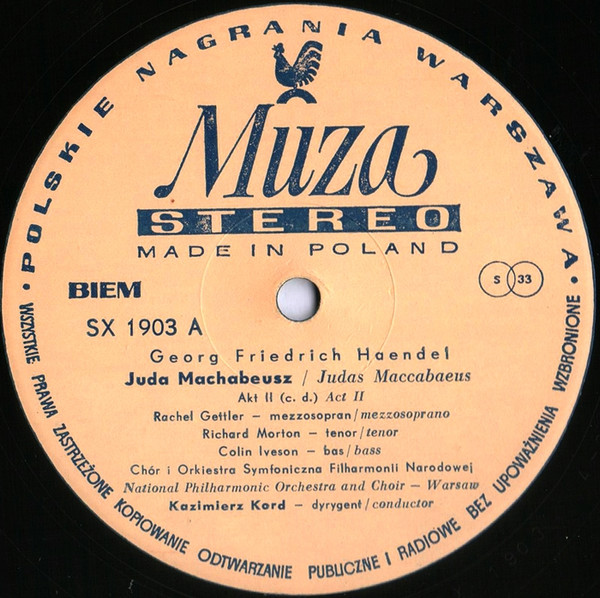 • POLSKIE NAGRANIA WARSZAWA •
Muza
STEREO
MADE IN POLAND
BIEM
S 33
SX 1903 A
Georg Friedrich Haendel
Juda Machabeusz / Judas Maccabaeus
Akt II (c. d.) Act II
Rachel Gettler – mezzosopran/mezzosoprano
Richard Morton – tenor/tenor
Colin Iveson – bas/bass
Chór i Orkiestra Symfoniczna Filharmonii Narodowej
National Philharmonic Orchestra and Choir – Warsaw
Kazimierz Kord – dyrygent/conductor
WSZYSTKIE PRAWA ZASTRZEŻONE KOPIOWANIE ODTWARZANIE PUBLICZNE I RADIOWE BEZ UPOWAŻNIENIA WZBRONIONE